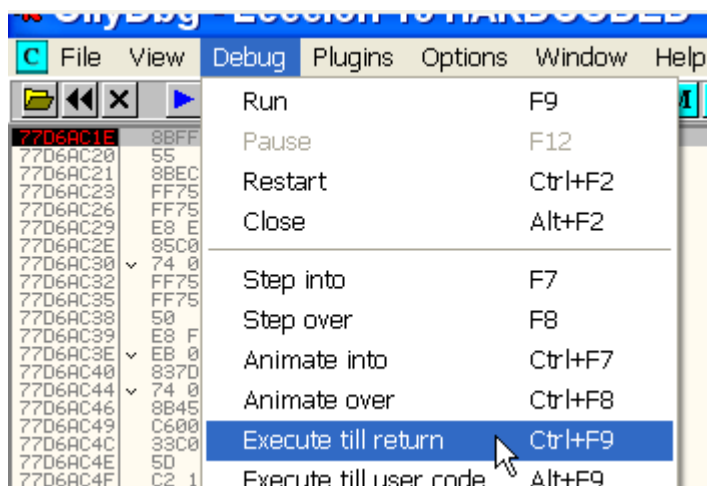 OllyDbg - Leccion 13 HARDCODED
C File View Debug Plugins Options Window Help
Run F9
Pause F12
Restart Ctrl+F2
Close Alt+F2
Step into F7
Step over F8
Animate into Ctrl+F7
Animate over Ctrl+F8
Execute till return Ctrl+F9
Execute till user code Alt+F9
M
77D6AC1E 8BFF
77D6AC20 55
77D6AC21 8BEC
77D6AC23 FF75
77D6AC26 FF75
77D6AC29 E8 E
77D6AC2E 85C0
77D6AC30 74 0
77D6AC32 FF75
77D6AC35 FF75
77D6AC38 50
77D6AC39 E8 F
77D6AC3E EB 0
77D6AC40 837D
77D6AC44 74 0
77D6AC46 8B45
77D6AC49 C600
77D6AC4C 33C0
77D6AC4E 5D
77D6AC4F C2 1